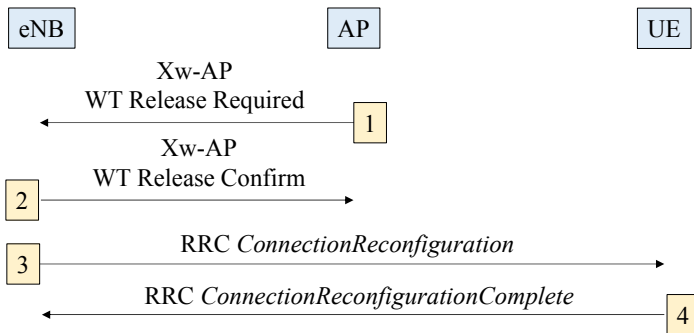 eNB
AP
UE
Xw-AP
WT Release Required
1
Xw-AP
WT Release Confirm
2
RRC ConnectionReconfiguration
3
RRC ConnectionReconfigurationComplete
4